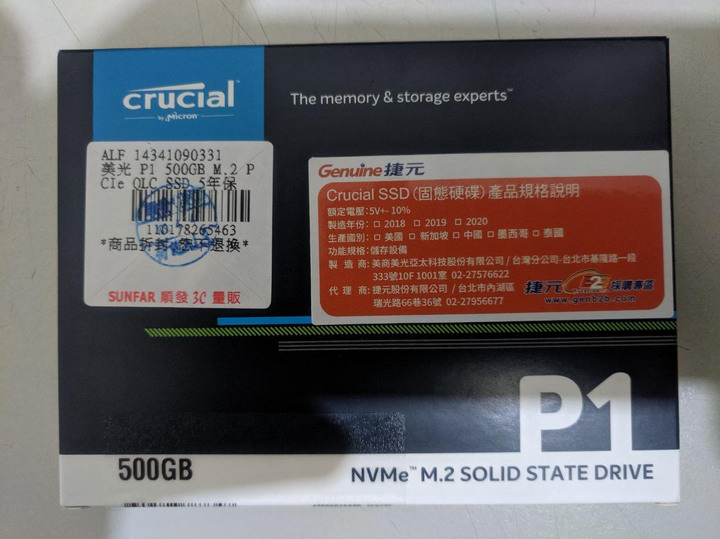 crucial
by Micron
The memory & storage experts™
ALF 14341090331
美光 P1 500GB M.2 P
CIe QLC SSD 5年保
110178265463
*商品拆封 恕不退換*
SUNFAR 順發 3C 量販
Genuine 捷元
Crucial SSD (固態硬碟) 產品規格說明
額定電壓:5V+- 10%
製造年份: □ 2018 □ 2019 □ 2020
生產國別: □ 美國 □ 新加坡 □ 中國 □ 墨西哥 □ 泰國
功能規格:儲存設備
製 造 商:美商美光亞太科技股份有限公司 / 台灣分公司-台北市基隆路一段
333號10F 1001室 02-27576622
代 理 商:捷元股份有限公司 / 台北市內湖區
瑞光路66巷36號 02-27956677
捷元 B2B 採購專區
www.genb2b.com
P1
500GB
NVMe™ M.2 SOLID STATE DRIVE